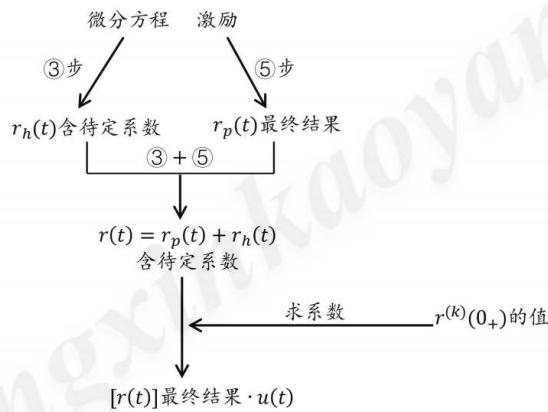 微分方程 激励
③步 ⑤步
r_h(t)含待定系数 r_p(t)最终结果
③+⑤
r(t) = r_p(t) + r_h(t)
含待定系数
求系数 r^{(k)}(0_+)的值
[r(t)]最终结果·u(t)